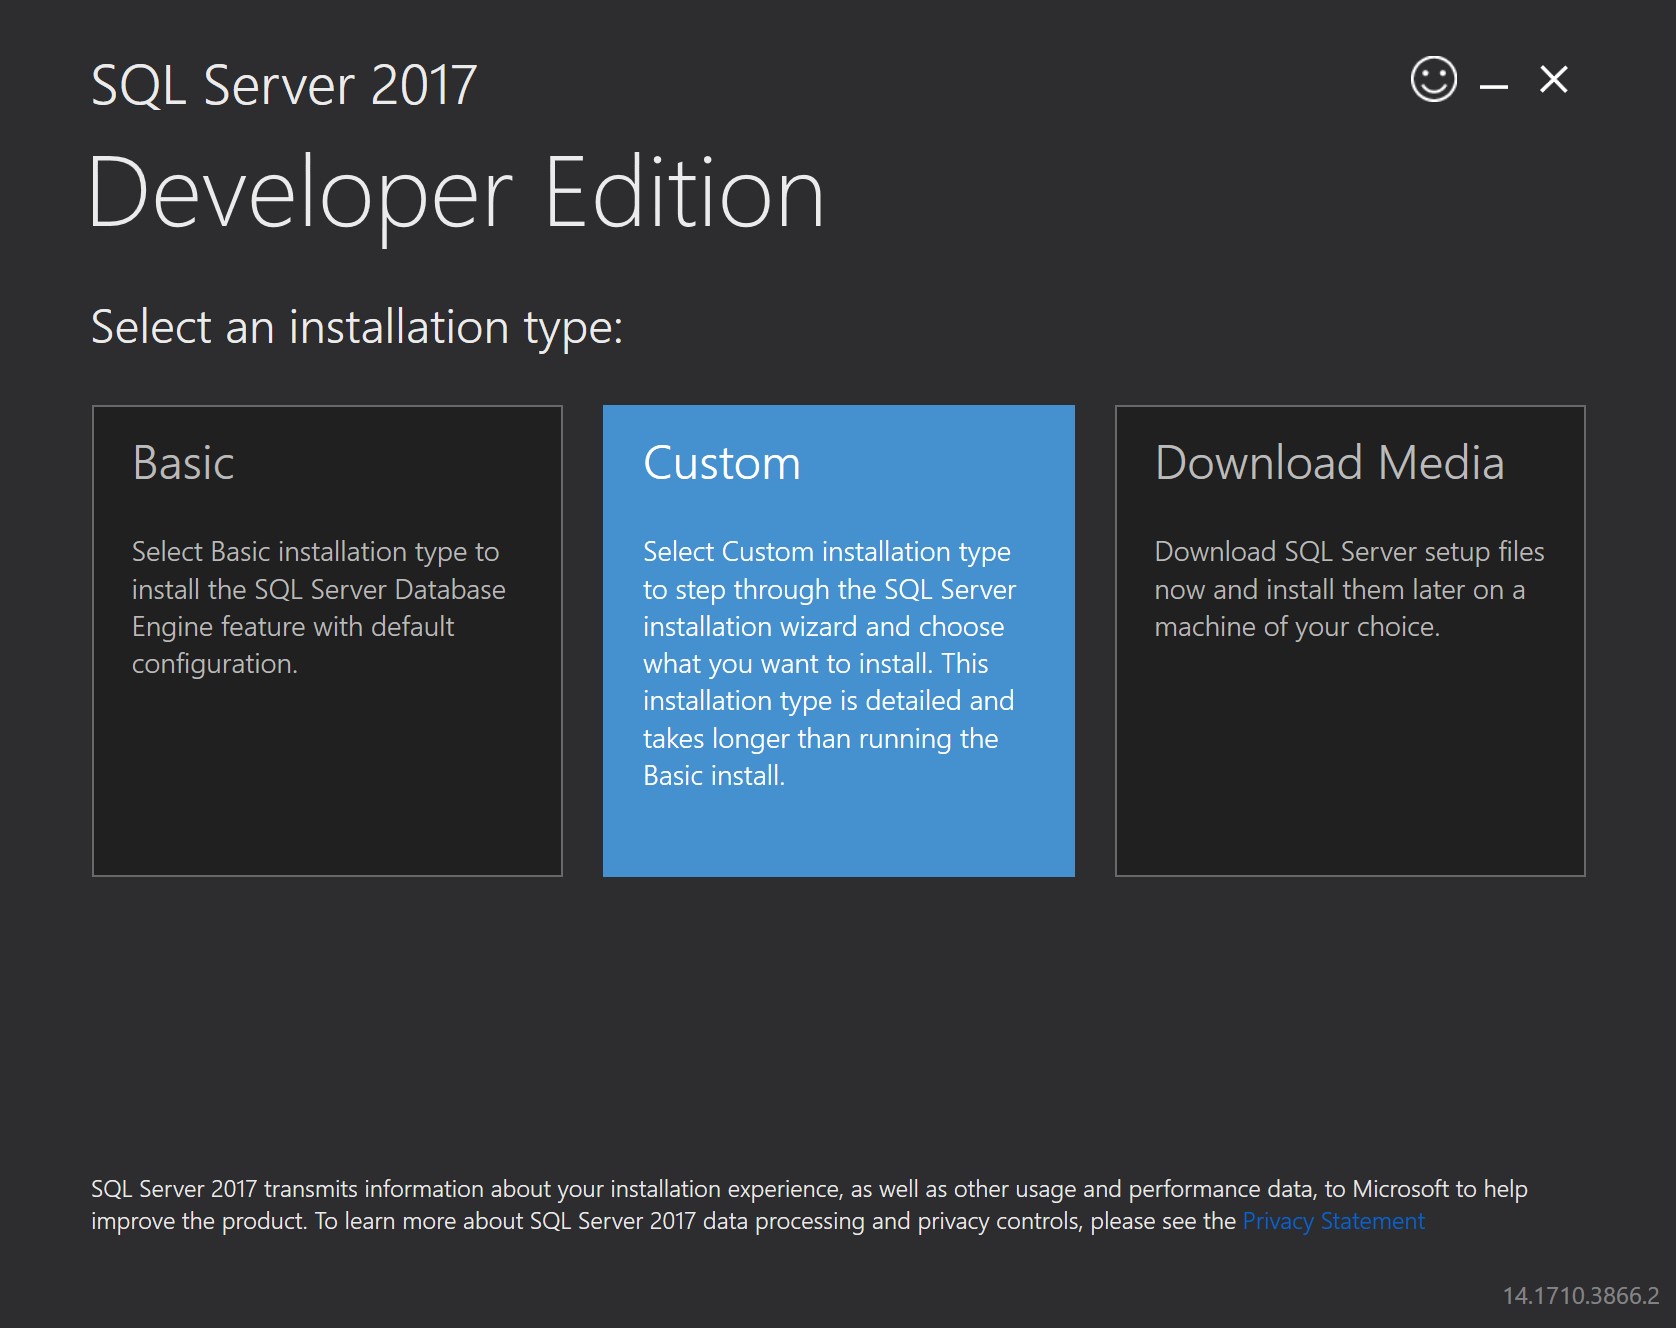 SQL Server 2017
Developer Edition
Select an installation type:
Basic
Select Basic installation type to
install the SQL Server Database
Engine feature with default
configuration.
Custom
Select Custom installation type
to step through the SQL Server
installation wizard and choose
what you want to install. This
installation type is detailed and
takes longer than running the
Basic install.
Download Media
Download SQL Server setup files
now and install them later on a
machine of your choice.
SQL Server 2017 transmits information about your installation experience, as well as other usage and performance data, to Microsoft to help
improve the product. To learn more about SQL Server 2017 data processing and privacy controls, please see the Privacy Statement
14.1710.3866.2